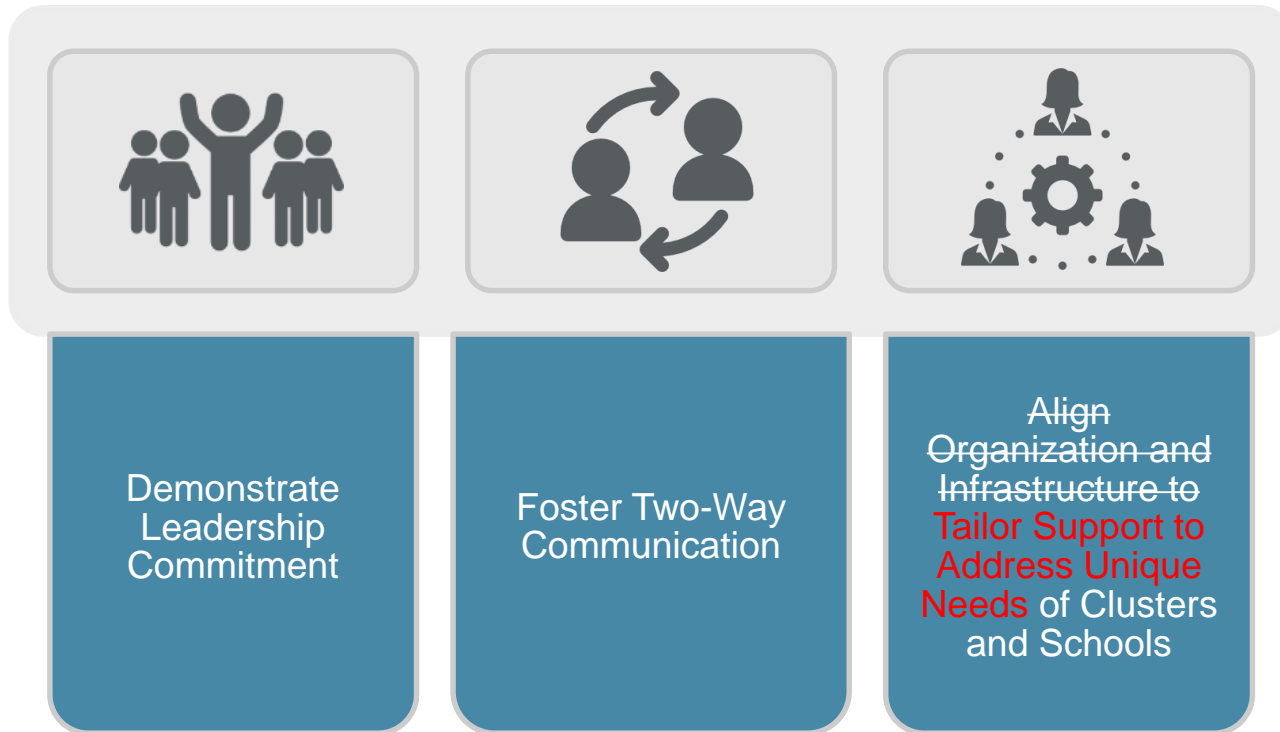 Demonstrate
Leadership
Commitment
Foster Two-Way
Communication
Align
Organization and
Infrastructure to
Tailor Support to
Address Unique
Needs of Clusters
and Schools